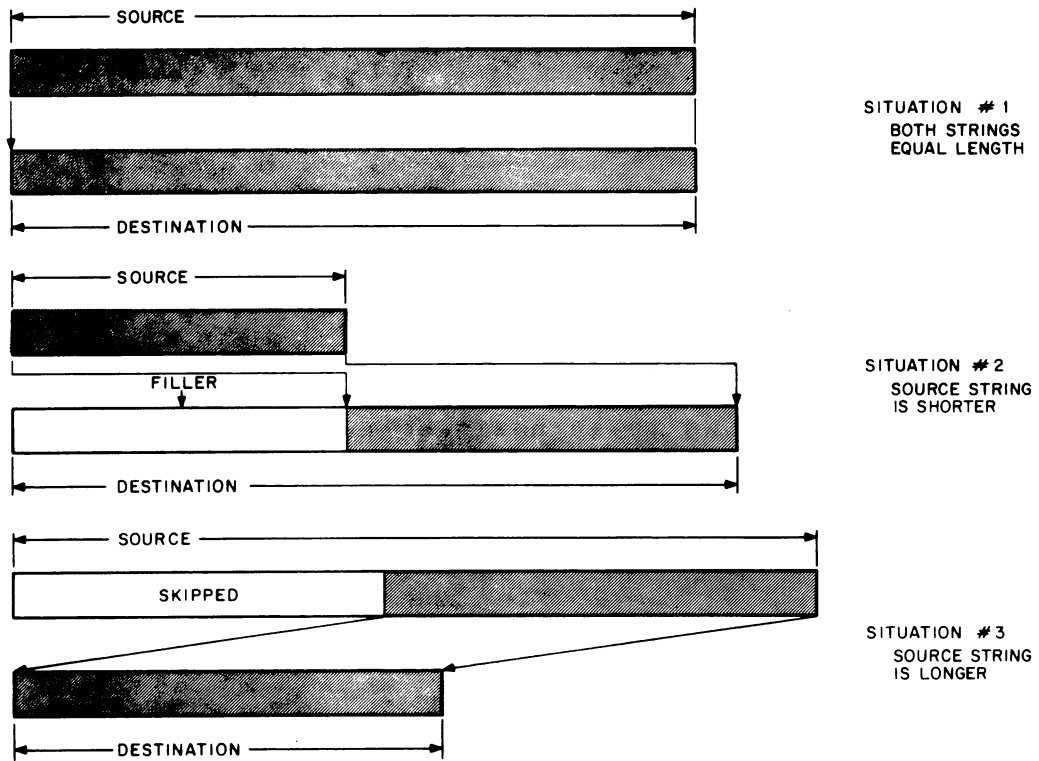 SOURCE
SITUATION #1
BOTH STRINGS
EQUAL LENGTH
DESTINATION
SOURCE
FILLER
SITUATION #2
SOURCE STRING
IS SHORTER
DESTINATION
SOURCE
SKIPPED
SITUATION #3
SOURCE STRING
IS LONGER
DESTINATION